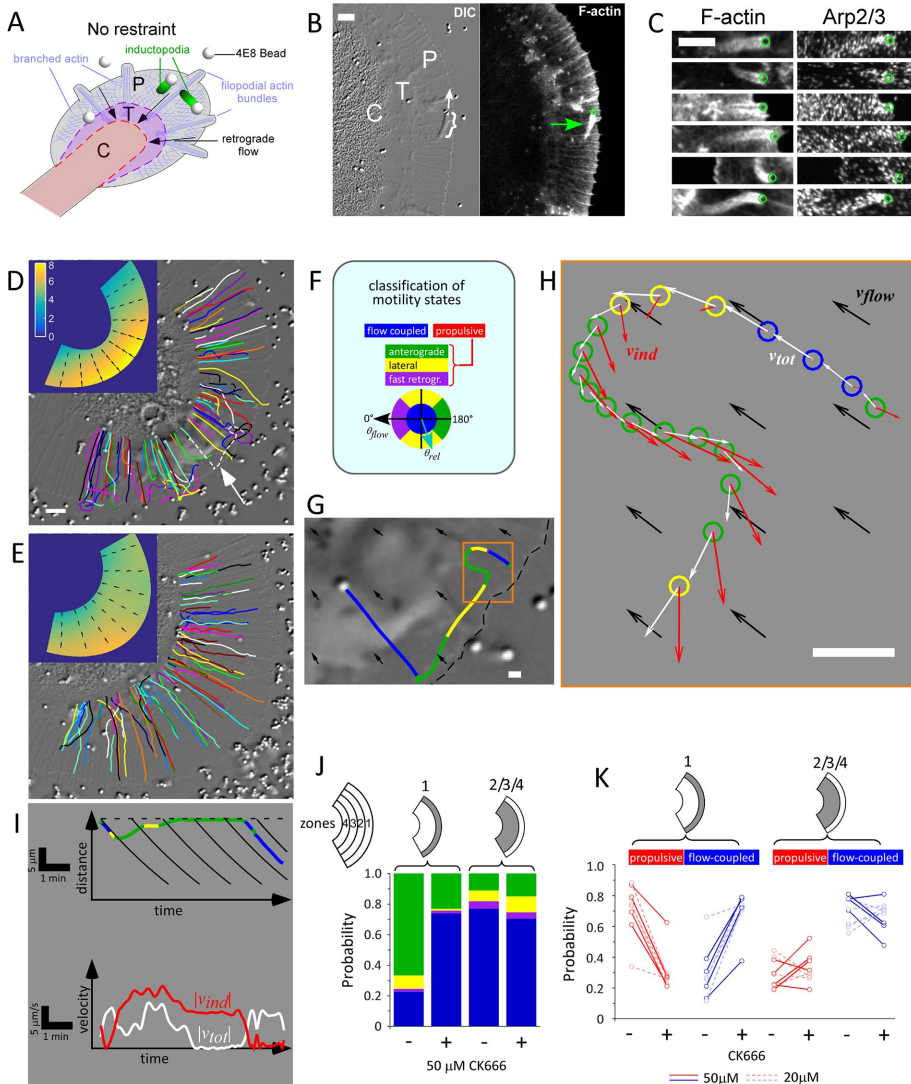 A
No restraint
4E8 Bead
inductopodia
branched actin
P
filopodial actin
bundles
T
C
retrograde
flow
B
DIC
F-actin
P
T
C
C
F-actin
Arp2/3
D
8
6
4
2
0
E
F
classification of
motility states
flow coupled
propulsive
anterograde
lateral
fast retrogr.
0°
180°
θflow
θrel
G
H
vflow
vind
vtot
I
5 μm
1 min
distance
time
5 μm/s
1 min
velocity
|vind|
|vtot|
time
J
zones
4321
1
2/3/4
Probability
1.0
0.8
0.6
0.4
0.2
0
- + - +
50 μM CK666
K
1
2/3/4
propulsive
flow-coupled
propulsive
flow-coupled
Probability
1.0
0.8
0.6
0.4
0.2
0
- + - + - + - +
CK666
50μM
20μM